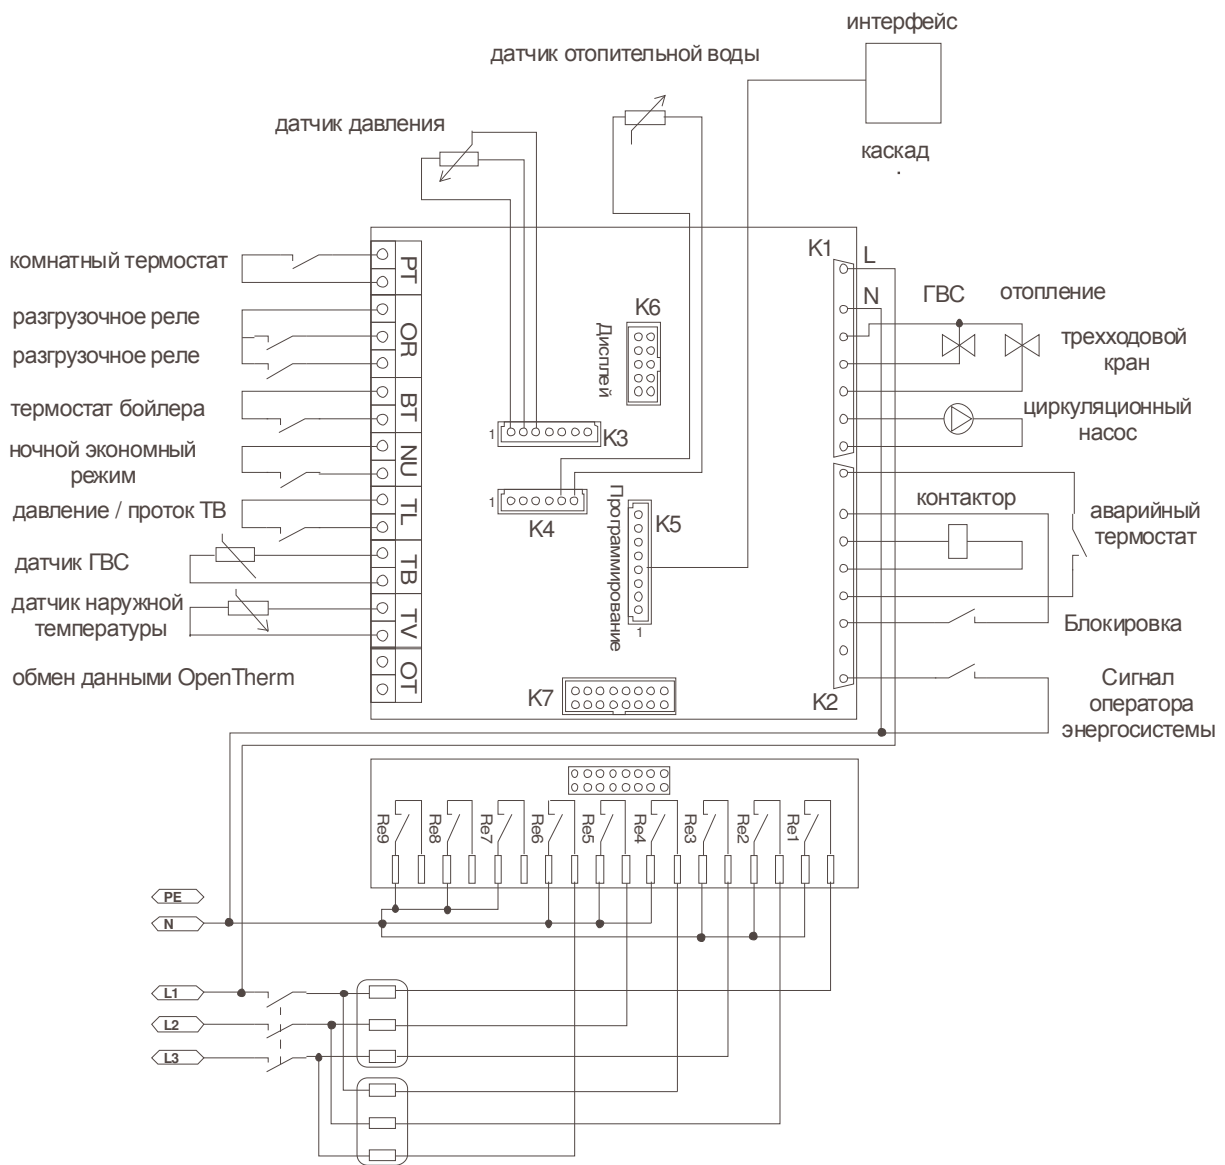 интерфейс
датчик отопительной воды
датчик давления
каскад
комнатный термостат
разгрузочное реле
разгрузочное реле
термостат бойлера
ночной экономный
режим
давление / проток ТВ
датчик ГВС
датчик наружной
температуры
обмен данными OpenTherm
PT
OR
BT
NU
TL
TB
TV
OT
K6
Дисплей
1
K3
1
K4
K5
Программирование
1
K7
K1
L
N
ГВС
отопление
трехходовой
кран
циркуляционный
насос
контактор
аварийный
термостат
Блокировка
K2
Сигнал
оператора
энергосистемы
Re9
Re8
Re7
Re6
Re5
Re4
Re3
Re2
Re1
PE
N
L1
L2
L3